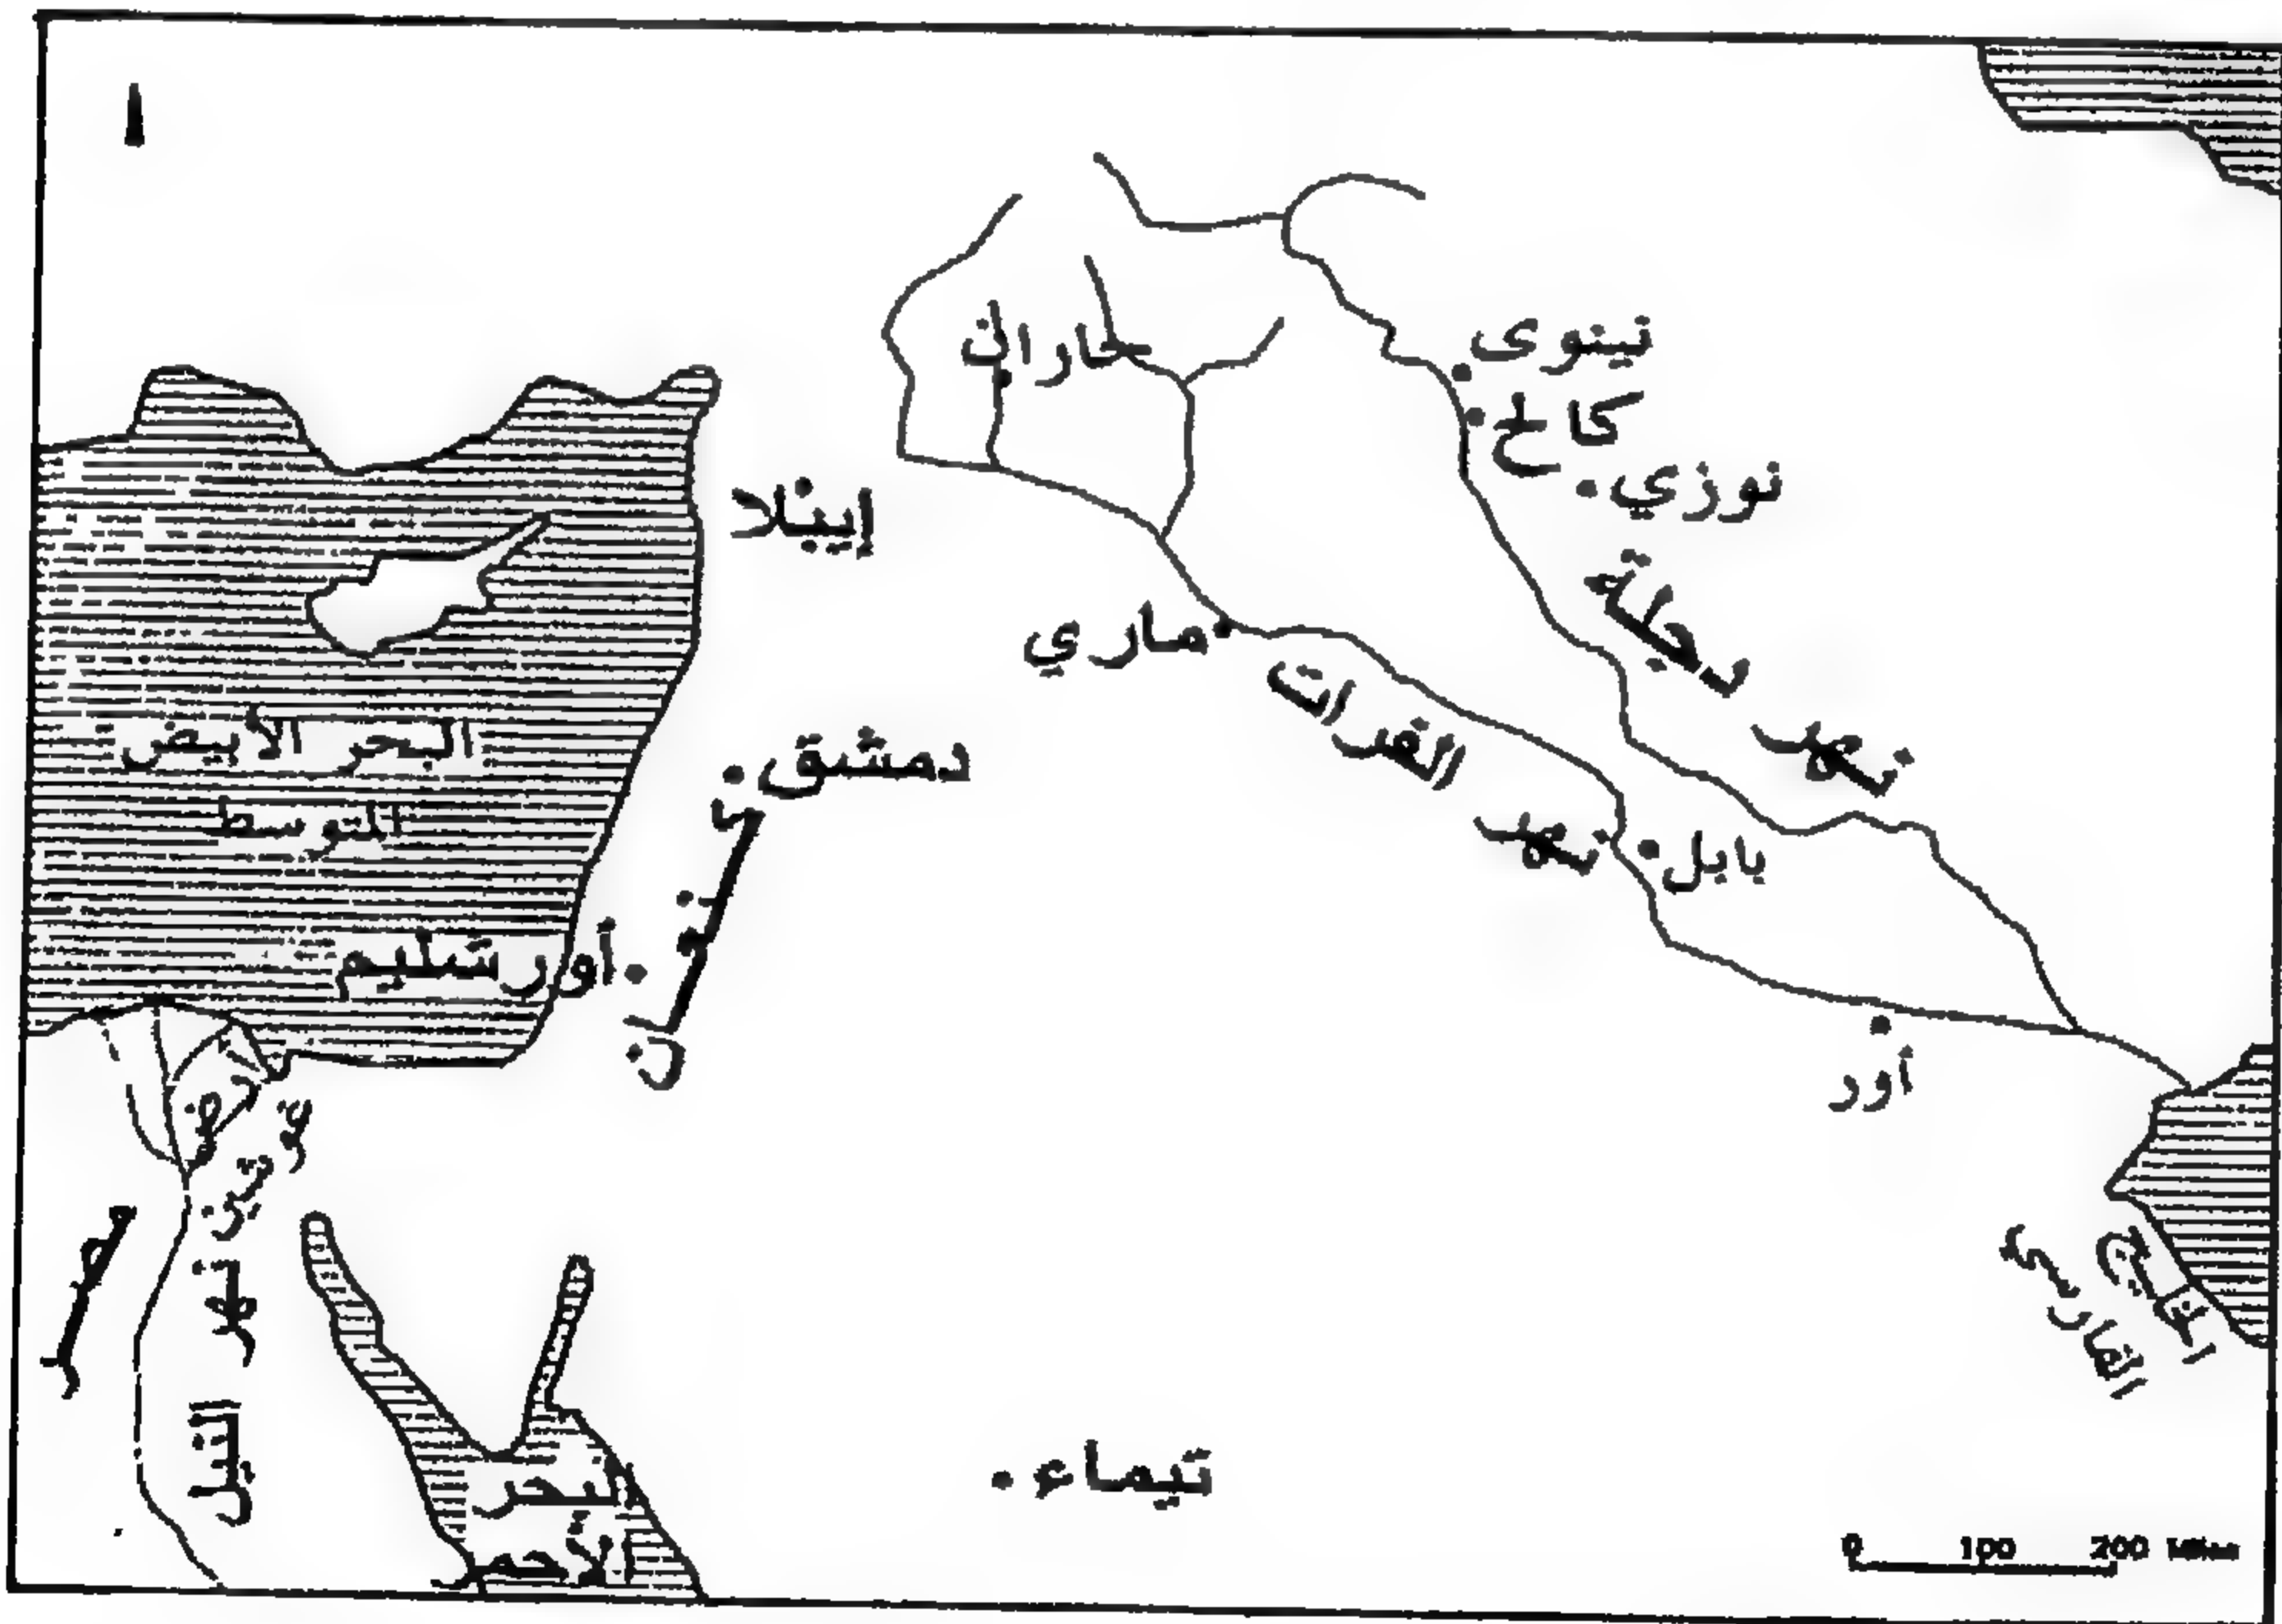 نينوى
حاران
كالح
نوزي
إيبلا
نهر دجلة
ماري
نهر الفرات
دمشق
البحر الأبيض
المتوسط
بابل
كنعان
أورشليم
أور
أرض
مصر
نهر النيل
الخليج
الفارسي
تيماء
البحر
الأحمر
0 100 200 Miles